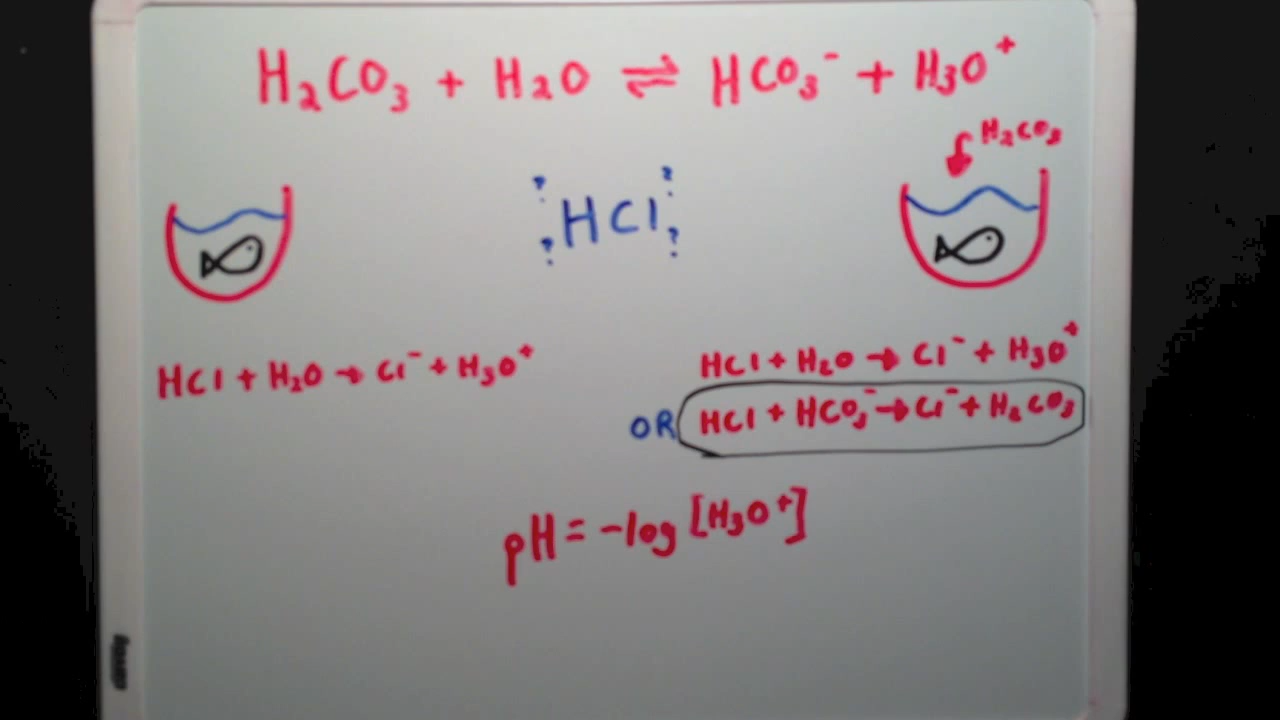 H₂CO₃ + H₂O ⇌ HCO₃⁻ + H₃O⁺
H₂CO₃
? ?
HCl
? ?
HCl + H₂O → Cl⁻ + H₃O⁺
HCl + H₂O → Cl⁻ + H₃O⁺
OR HCl + HCO₃⁻ → Cl⁻ + H₂CO₃
pH = -log [H₃O⁺]